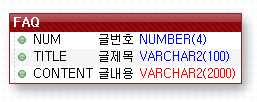 FAQ
NUM 글번호 NUMBER(4)
TITLE 글제목 VARCHAR2(100)
CONTENT 글내용 VARCHAR2(2000)